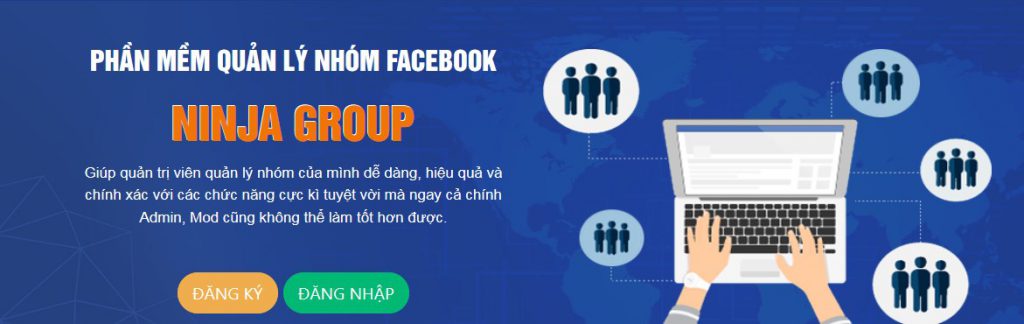 PHẦN MỀM QUẢN LÝ NHÓM FACEBOOK
NINJA GROUP
Giúp quản trị viên quản lý nhóm của mình dễ dàng, hiệu quả và
chính xác với các chức năng cực kì tuyệt vời mà ngay cả chính
Admin, Mod cũng không thể làm tốt hơn được.
ĐĂNG KÝ
ĐĂNG NHẬP